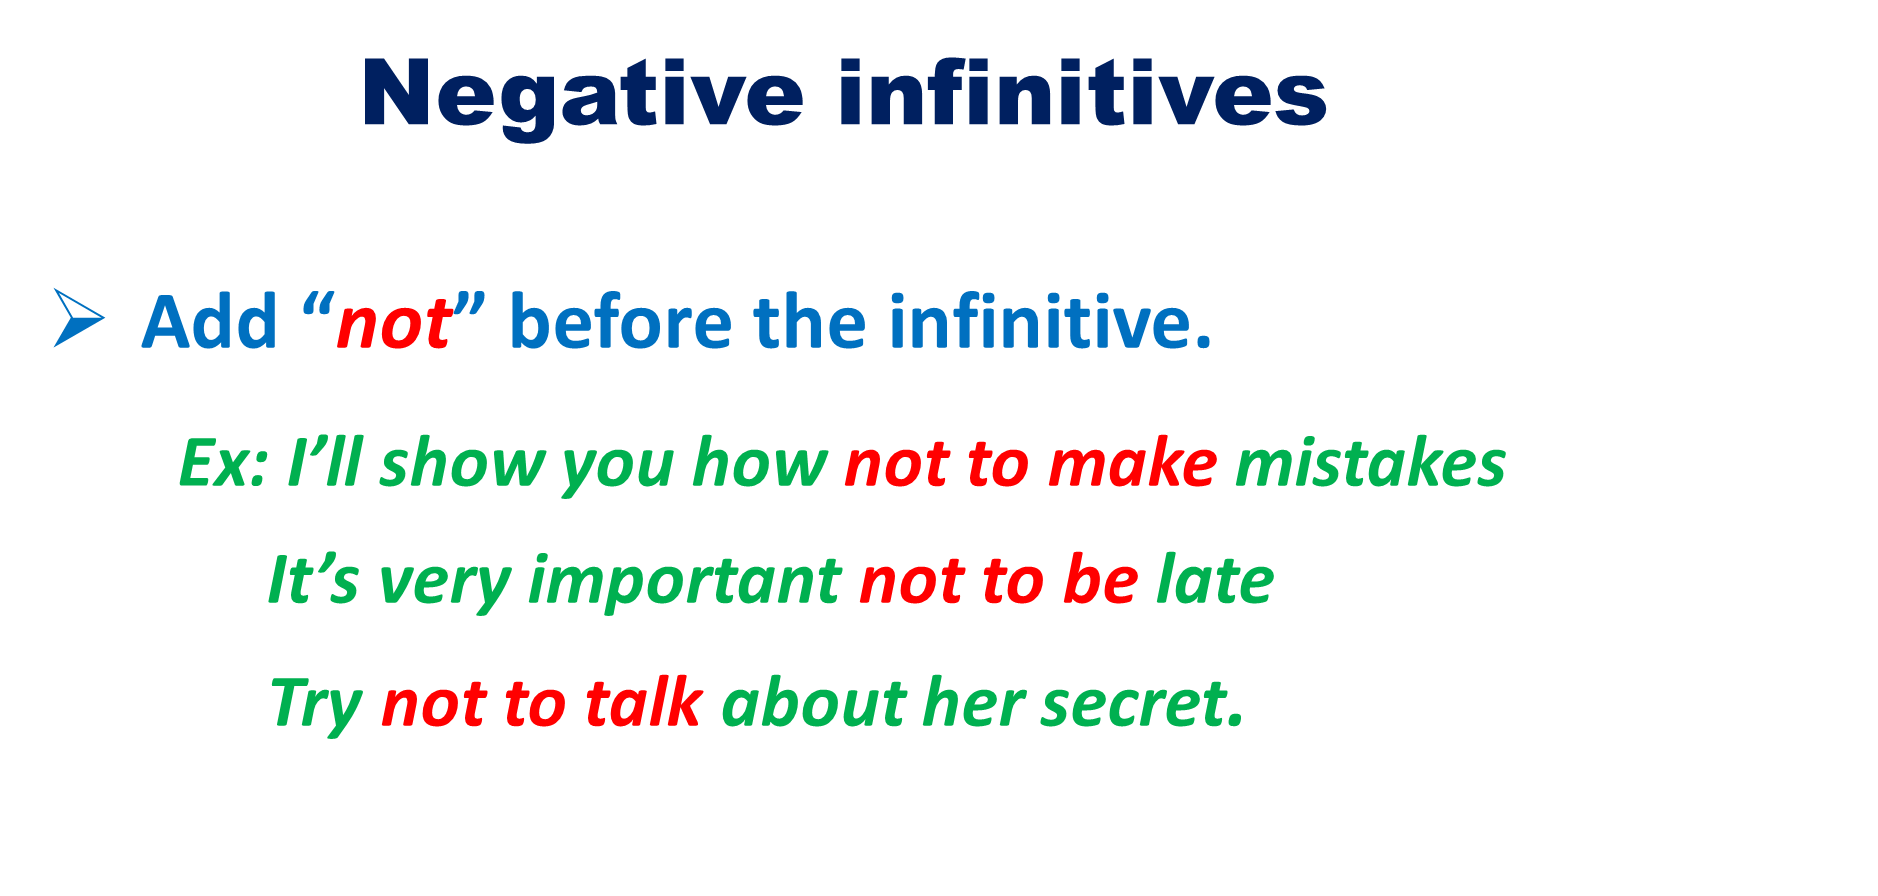 Negative infinitives
➢ Add “not” before the infinitive.
Ex: I’ll show you how not to make mistakes
It’s very important not to be late
Try not to talk about her secret.